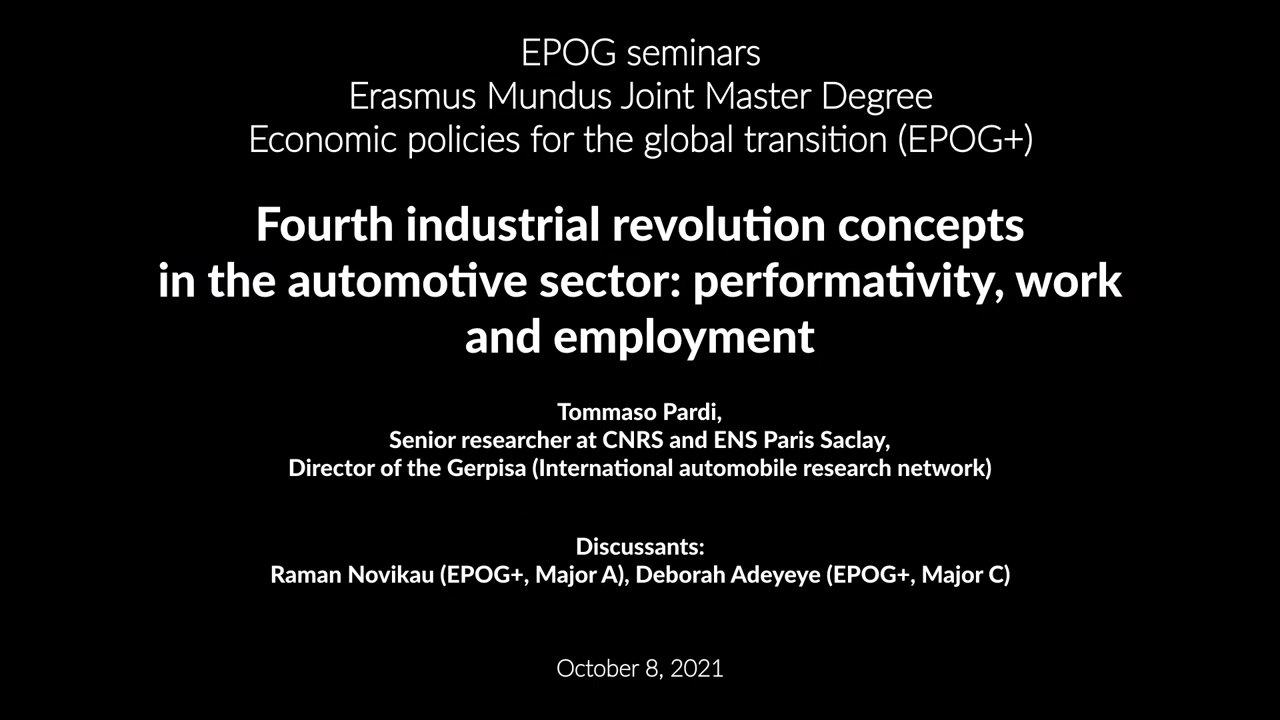 EPOG seminars
Erasmus Mundus Joint Master Degree
Economic policies for the global transition (EPOG+)
Fourth industrial revolution concepts
in the automotive sector: performativity, work
and employment
Tommaso Pardi,
Senior researcher at CNRS and ENS Paris Saclay,
Director of the Gerpisa (International automobile research network)
Discussants:
Raman Novikau (EPOG+, Major A), Deborah Adeyeye (EPOG+, Major C)
October 8, 2021